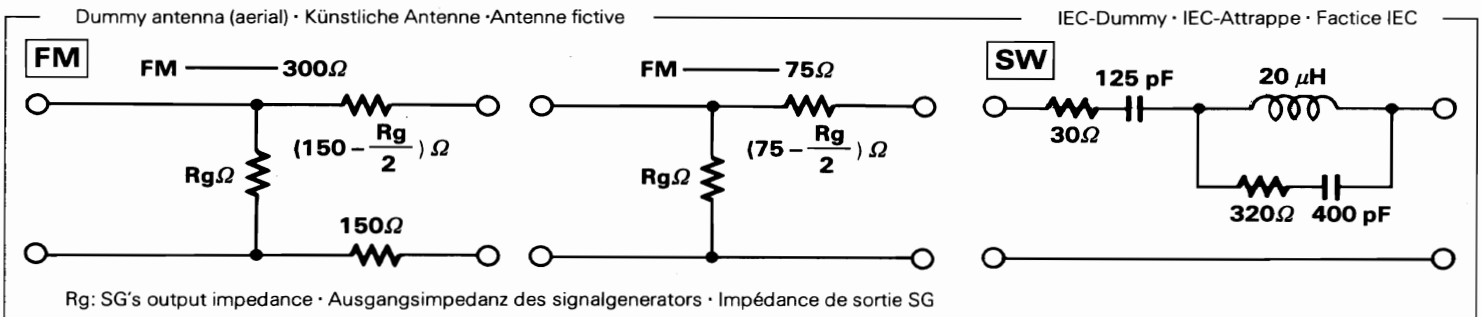 Dummy antenna (aerial) · Künstliche Antenne ·Antenne fictive
IEC-Dummy · IEC-Attrappe · Factice IEC
FM
FM 300Ω
(150 - Rg/2) Ω
RgΩ
150Ω
FM 75Ω
(75 - Rg/2) Ω
RgΩ
SW
125 pF
20 μH
30Ω
320Ω 400 pF
Rg: SG's output impedance · Ausgangsimpedanz des signalgenerators · Impédance de sortie SG